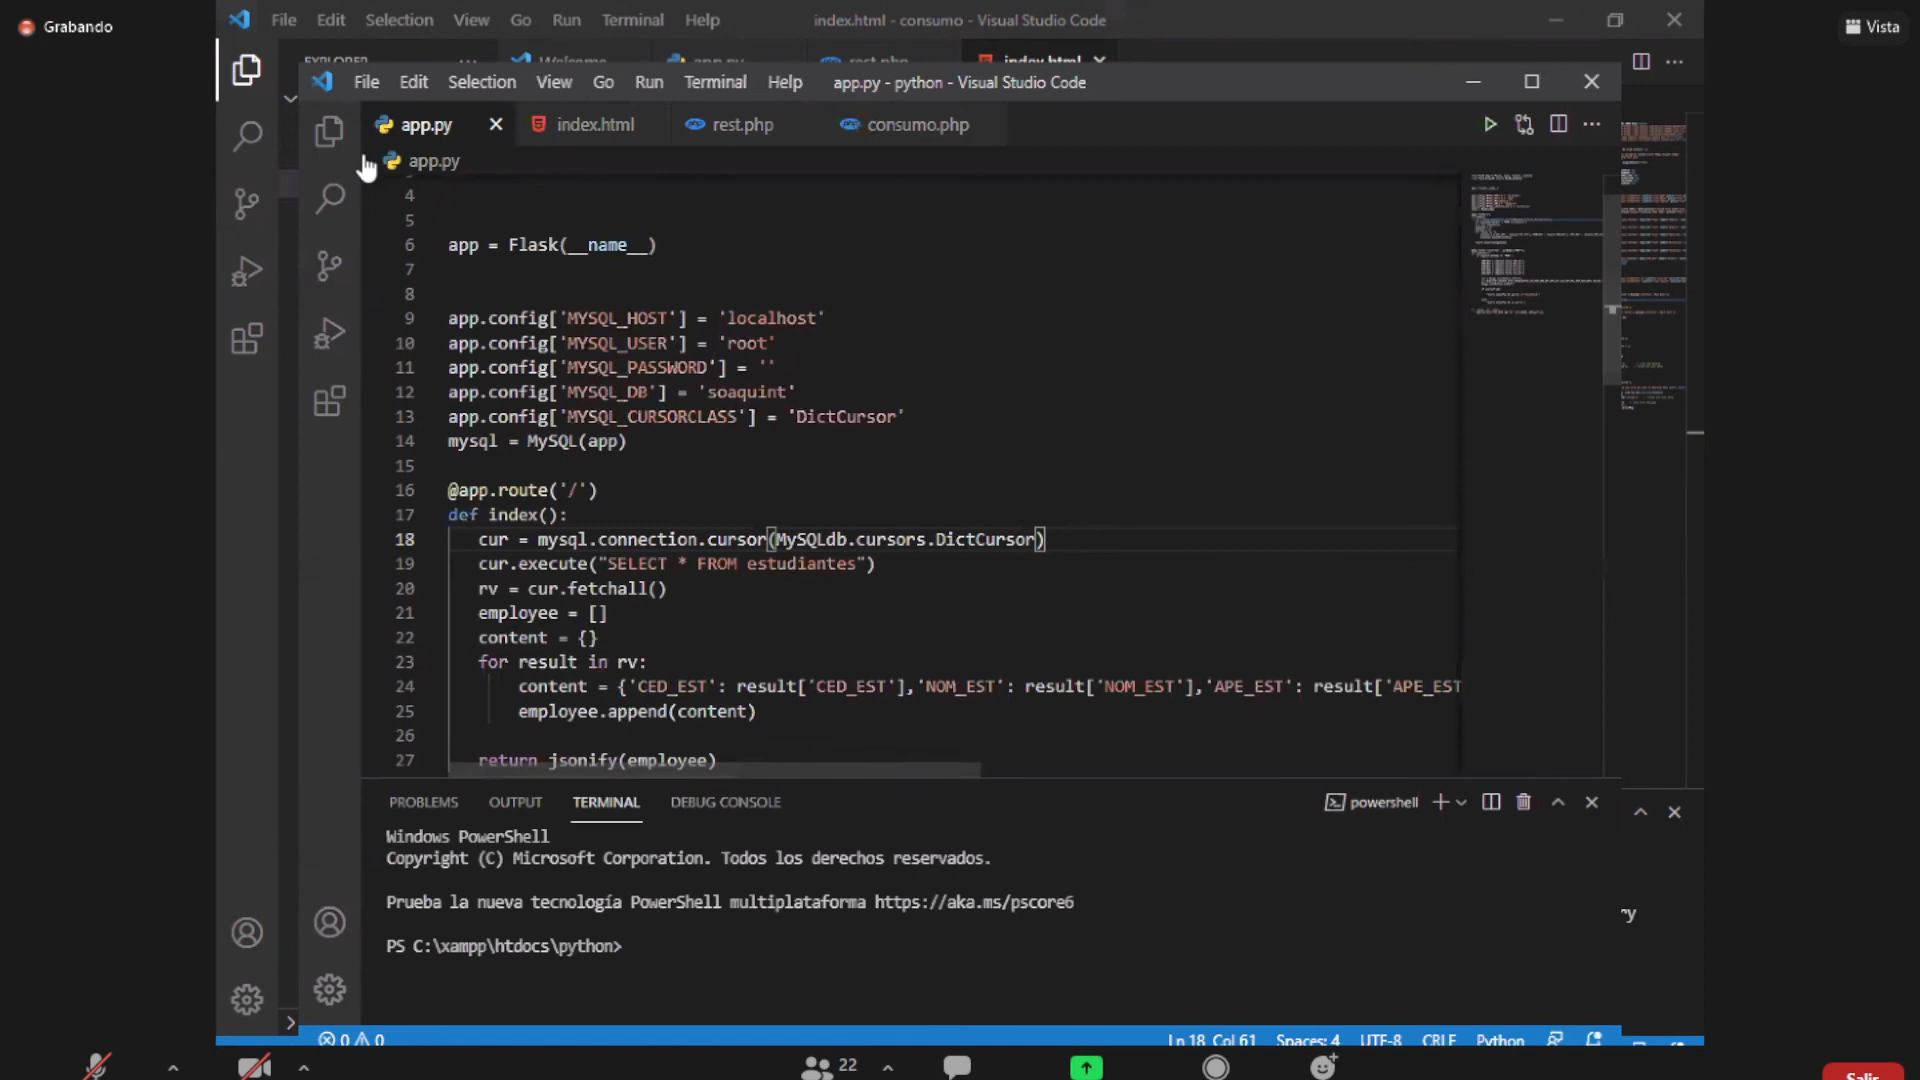 Grabando
Vista
File Edit Selection View Go Run Terminal Help index.html - consumo - Visual Studio Code
File Edit Selection View Go Run Terminal Help app.py - python - Visual Studio Code
app.py index.html rest.php consumo.php
app.py
4
5
6 app = Flask(__name__)
7
8
9 app.config['MYSQL_HOST'] = 'localhost'
10 app.config['MYSQL_USER'] = 'root'
11 app.config['MYSQL_PASSWORD'] = ''
12 app.config['MYSQL_DB'] = 'soaquint'
13 app.config['MYSQL_CURSORCLASS'] = 'DictCursor'
14 mysql = MySQL(app)
15
16 @app.route('/')
17 def index():
18 cur = mysql.connection.cursor(MySQLdb.cursors.DictCursor)
19 cur.execute("SELECT * FROM estudiantes")
20 rv = cur.fetchall()
21 employee = []
22 content = {}
23 for result in rv:
24 content = {'CED_EST': result['CED_EST'],'NOM_EST': result['NOM_EST'],'APE_EST': result['APE_EST
25 employee.append(content)
26
27 return jsonify(employee)
PROBLEMS OUTPUT TERMINAL DEBUG CONSOLE powershell
Windows PowerShell
Copyright (C) Microsoft Corporation. Todos los derechos reservados.
Prueba la nueva tecnología PowerShell multiplataforma https://aka.ms/pscore6
PS C:\xampp\htdocs\python>
0 0 Ln 18, Col 61 Spaces: 4 UTF-8 CRLF Python
22
Salir